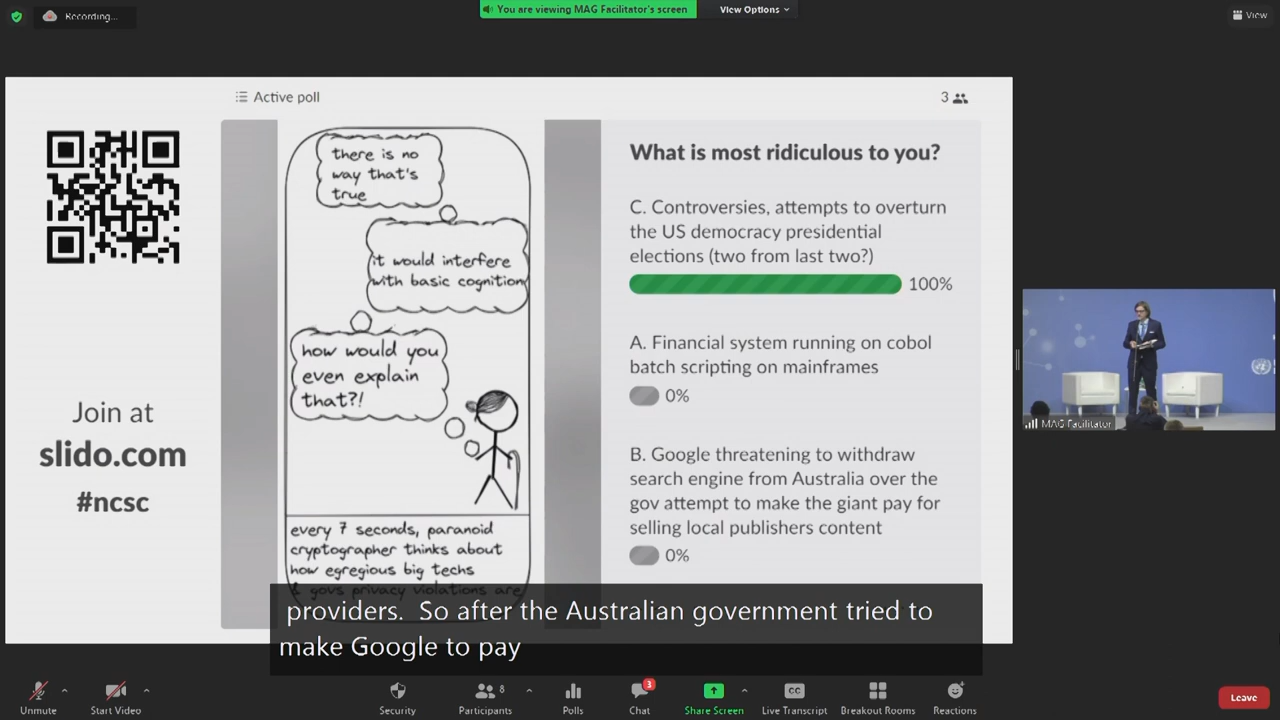 Recording...
You are viewing MAG Facilitator's screen
View Options
View
Active poll
3
there is no
way that's
true
it would interfere
with basic cognition
how would you
even explain
that?!
every 7 seconds, paranoid
cryptographer thinks about
how egregious big techs
& govs privacy violations are
Join at
slido.com
#ncsc
What is most ridiculous to you?
C. Controversies, attempts to overturn
the US democracy presidential
elections (two from last two?)
100%
A. Financial system running on cobol
batch scripting on mainframes
0%
B. Google threatening to withdraw
search engine from Australia over the
gov attempt to make the giant pay for
selling local publishers content
0%
MAG Facilitator
providers. So after the Australian government tried to
make Google to pay
Unmute
Start Video
Security
Participants
8
Polls
Chat
3
Share Screen
CC
Live Transcript
Breakout Rooms
Reactions
Leave